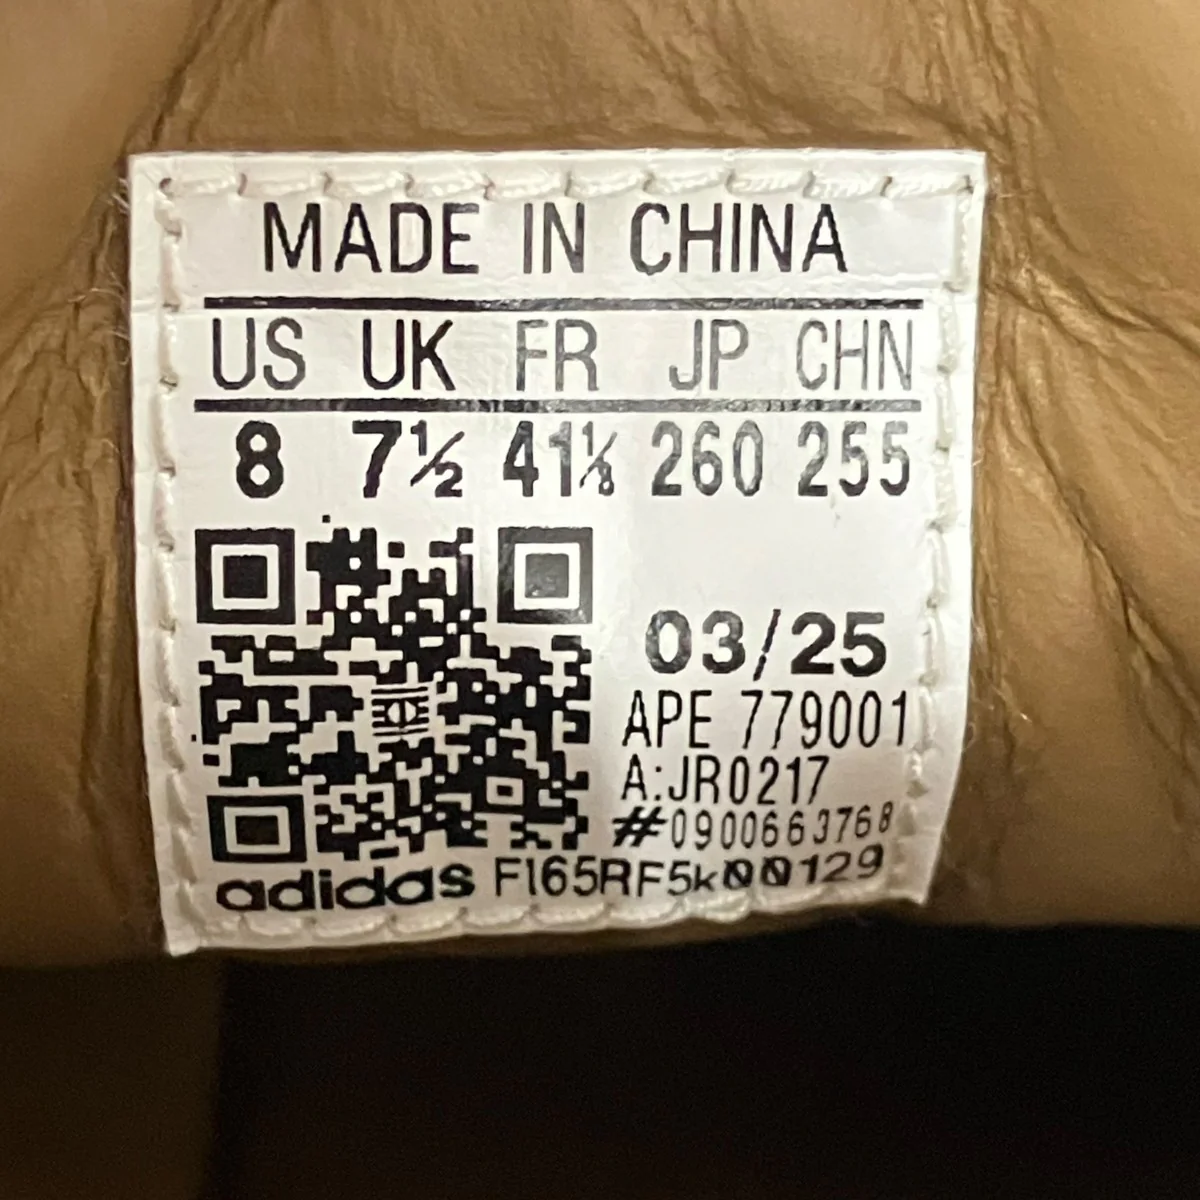 MADE IN CHINA
US UK FR JP CHN
8 7½ 41⅓ 260 255
03/25
APE 779001
A:JR0217
#0900663768
adidas FI65RF5k00129